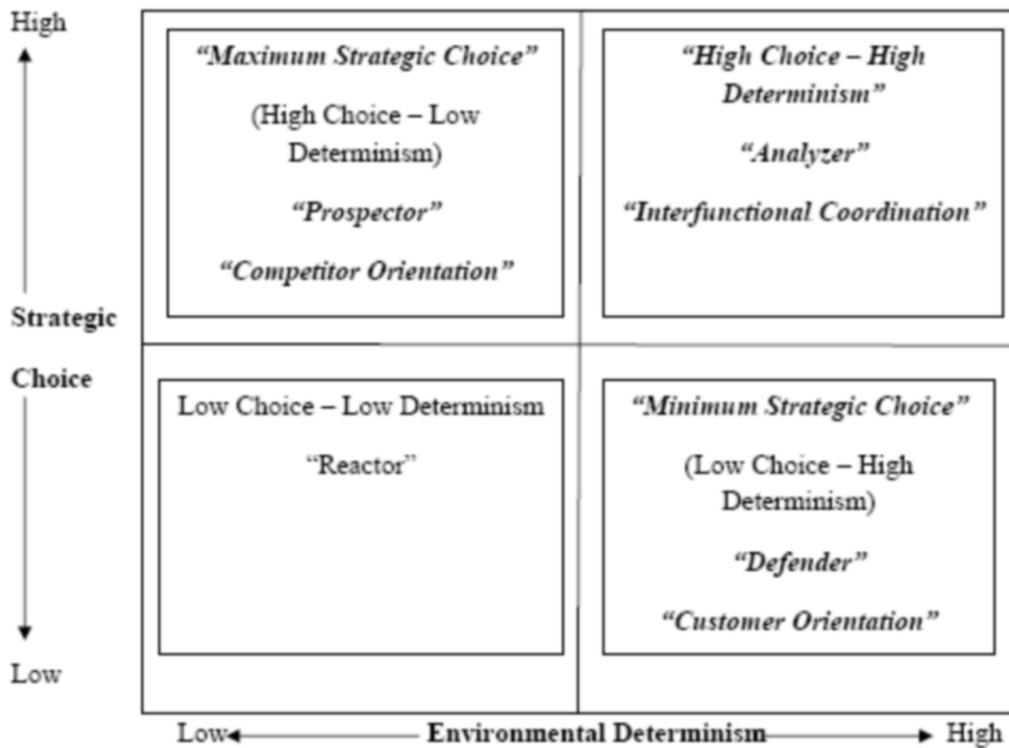 High
“Maximum Strategic Choice”
(High Choice – Low
Determinism)
“Prospector”
“Competitor Orientation”
“High Choice – High
Determinism”
“Analyzer”
“Interfunctional Coordination”
Strategic
Choice
Low Choice – Low Determinism
“Reactor”
“Minimum Strategic Choice”
(Low Choice – High
Determinism)
“Defender”
“Customer Orientation”
Low
Low Environmental Determinism High